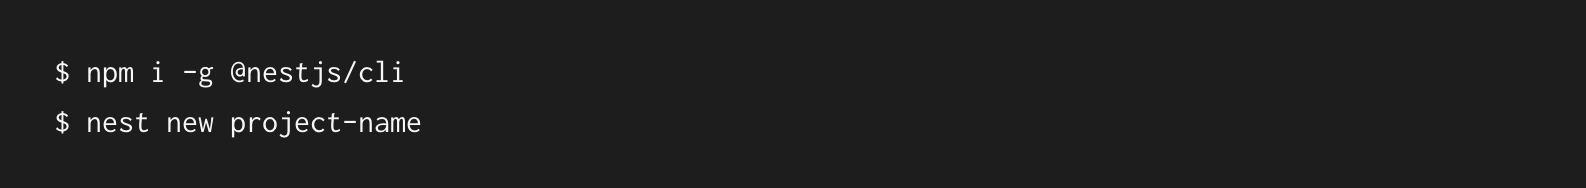 $ npm i -g @nestjs/cli
$ nest new project-name